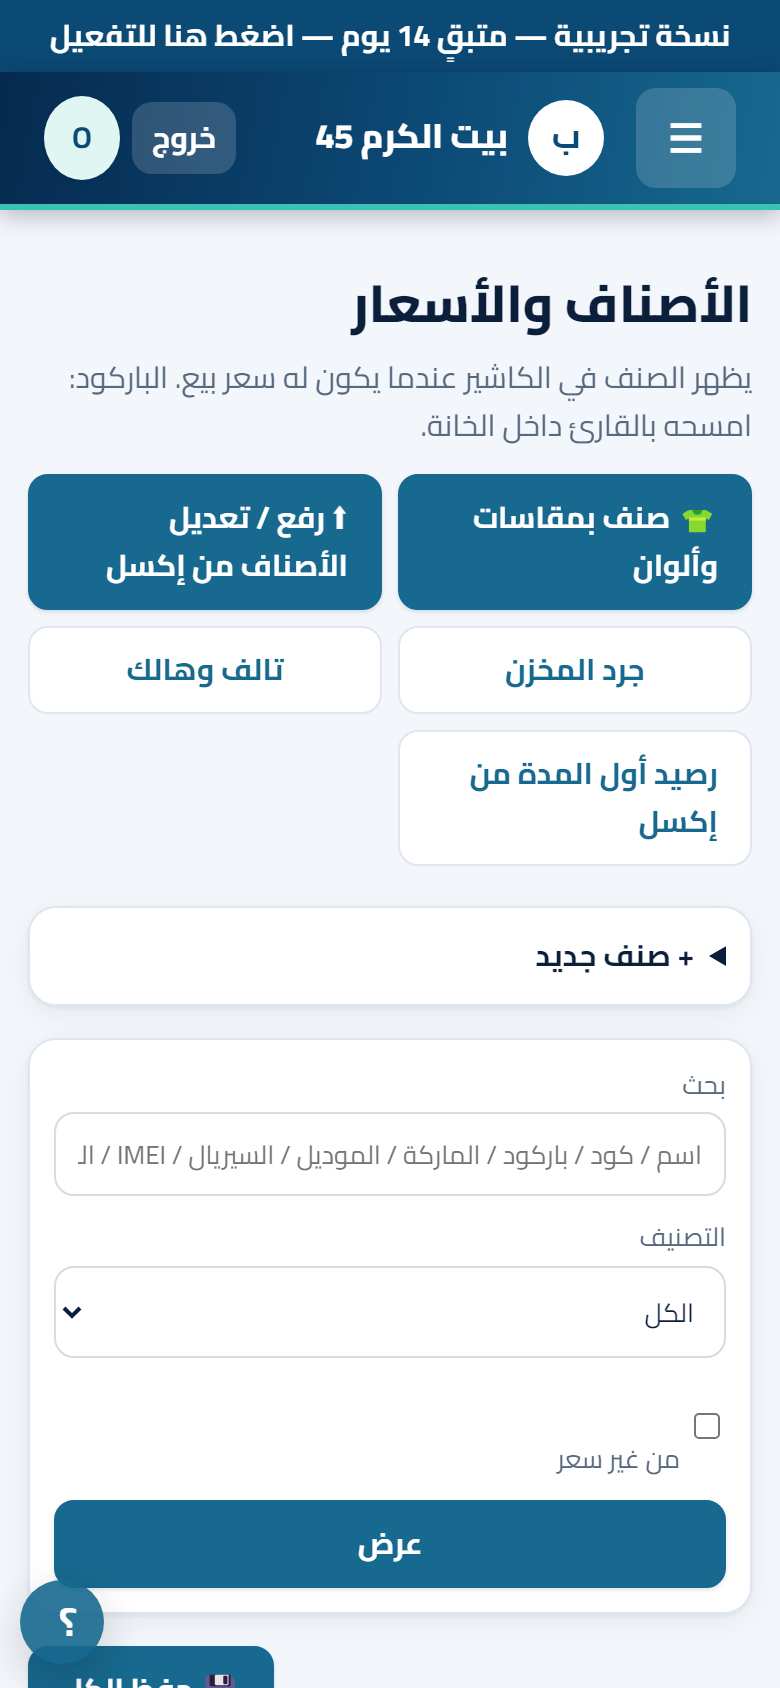 نسخة تجريبية — متبقٍ 14 يوم — اضغط هنا للتفعيل
☰
ب
بيت الكرم 45
خروج
O
الأصناف والأسعار
يظهر الصنف في الكاشير عندما يكون له سعر بيع. الباركود:
امسحه بالقارئ داخل الخانة.
👕 صنف بمقاسات
وألوان
⬆ رفع / تعديل
الأصناف من إكسل
جرد المخزن
تالف وهالك
رصيد أول المدة من
إكسل
◀ + صنف جديد
بحث
اسم / كود / باركود / الماركة / الموديل / السيريال / IMEI / الـ
التصنيف
الكل
من غير سعر
عرض
؟
💾 حفظ الكل